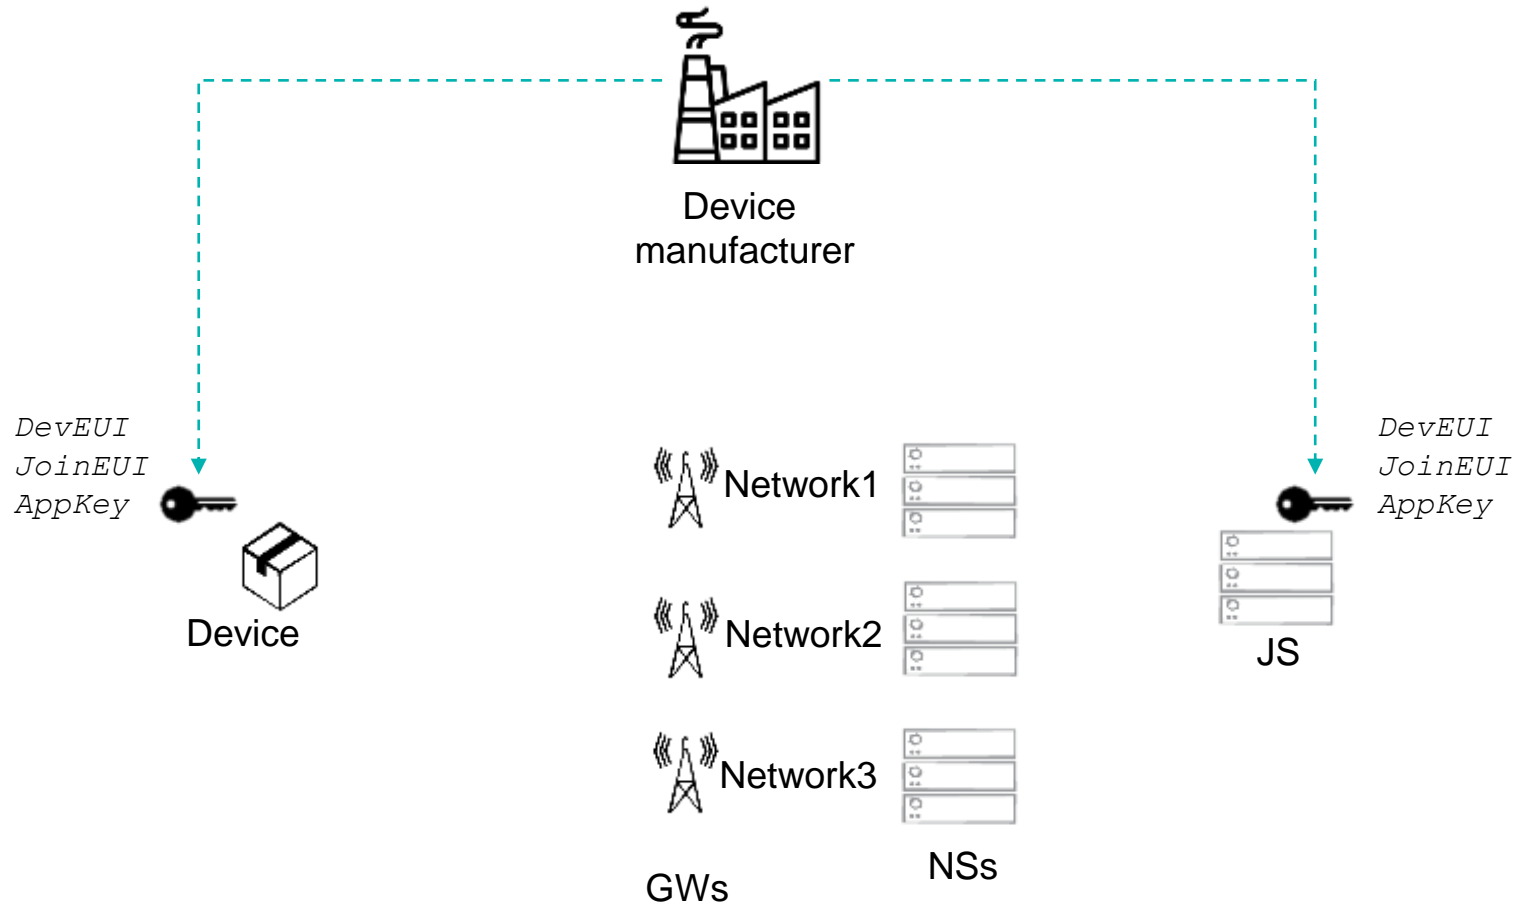 Device
manufacturer
DevEUI
JoinEUI
AppKey
Device
Network1
Network2
Network3
GWs
NSs
DevEUI
JoinEUI
AppKey
JS